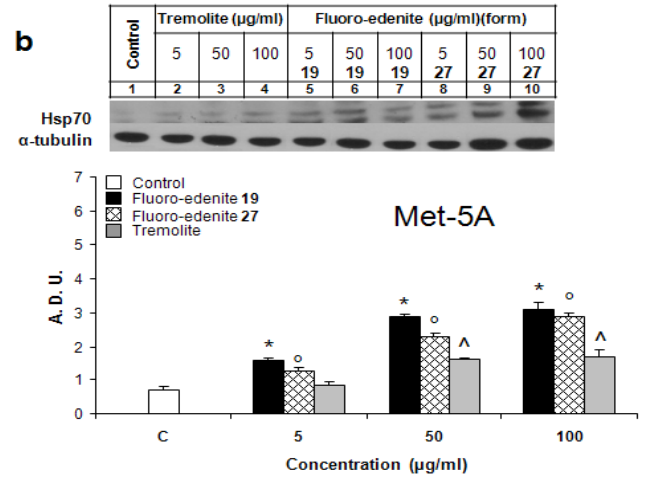 b
Control
Tremolite (µg/ml)
Fluoro-edenite (µg/ml)(form)
5 50 100 5 50 100 5 50 100
19 19 19 27 27 27
1 2 3 4 5 6 7 8 9 10
Hsp70
α-tubulin
Control
Fluoro-edenite 19
Fluoro-edenite 27
Tremolite
Met-5A
A. D. U.
7
6
5
4
3
2
1
0
* o
* o ^
* o ^
C 5 50 100
Concentration (µg/ml)